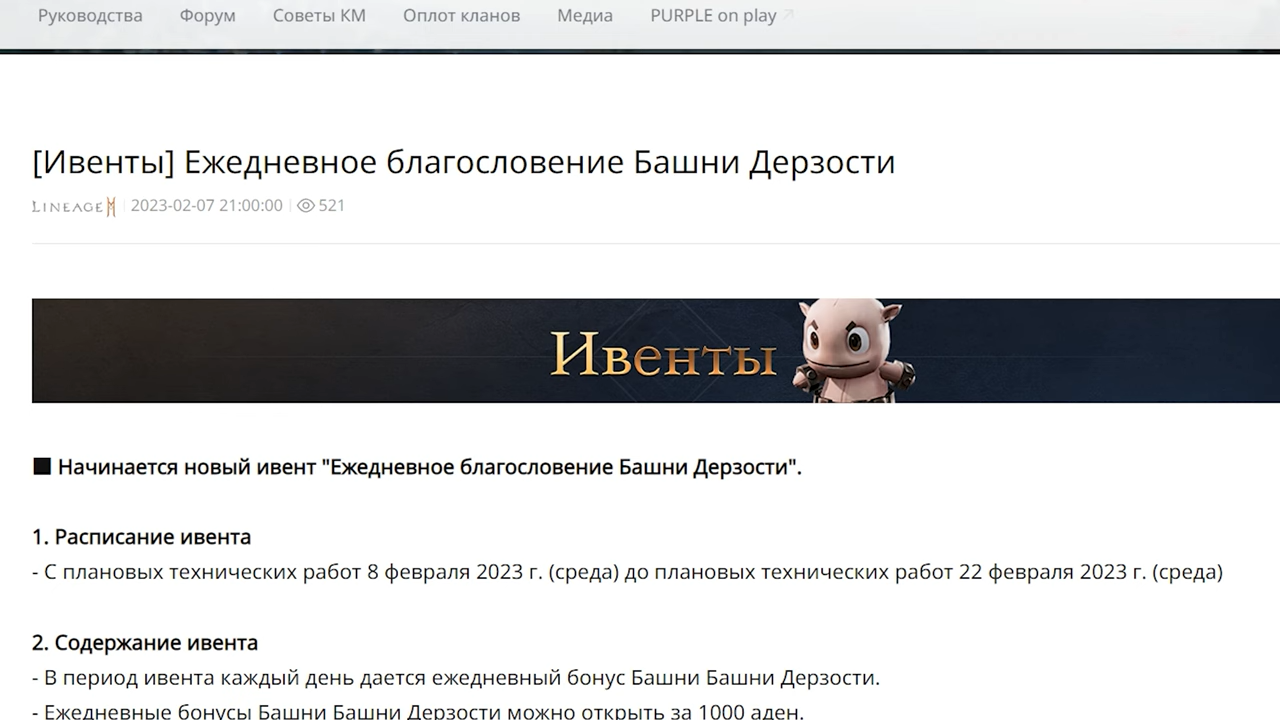 Руководства Форум Советы КМ Оплот кланов Медиа PURPLE on play
[Ивенты] Ежедневное благословение Башни Дерзости
LINEAGE M 2023-02-07 21:00:00 521
Ивенты
■ Начинается новый ивент "Ежедневное благословение Башни Дерзости".
1. Расписание ивента
- С плановых технических работ 8 февраля 2023 г. (среда) до плановых технических работ 22 февраля 2023 г. (среда)
2. Содержание ивента
- В период ивента каждый день дается ежедневный бонус Башни Башни Дерзости.
- Ежедневные бонусы Башни Башни Дерзости можно открыть за 1000 аден.